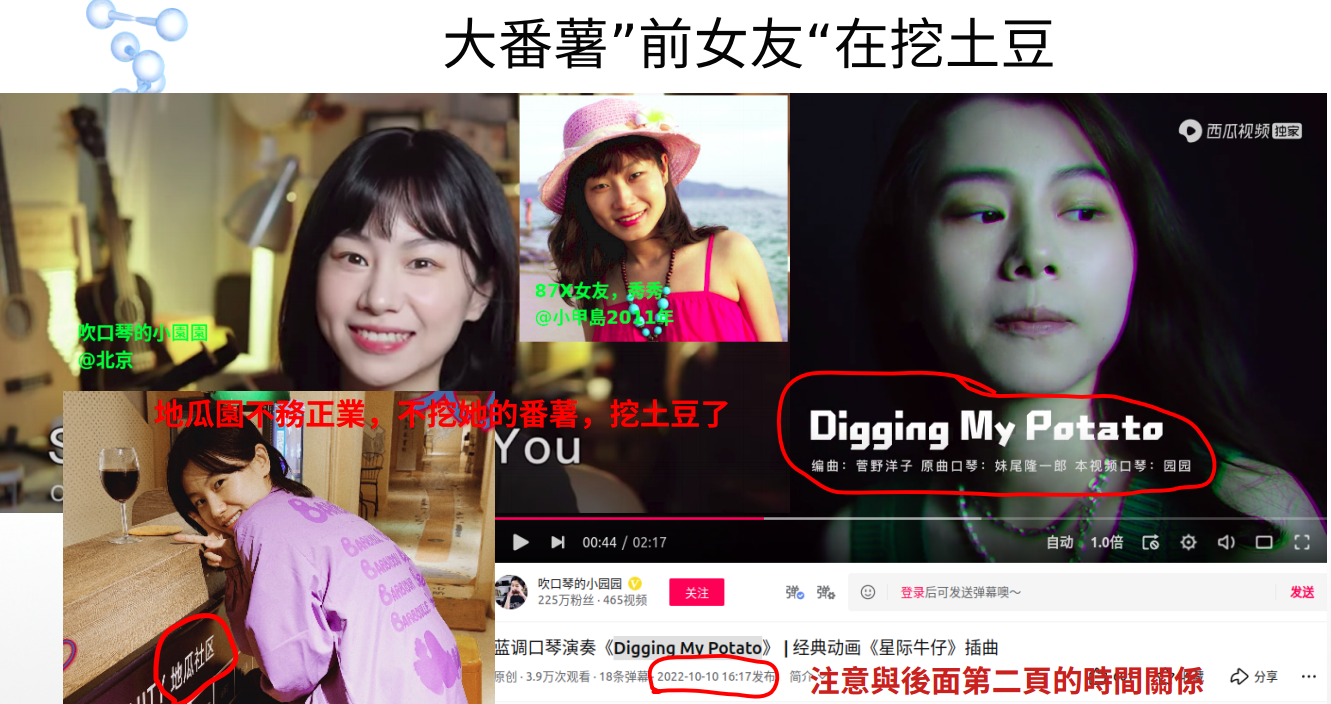 大番薯”前女友“在挖土豆
西瓜视频 独家
87X女友，秀秀
@小甲島2011年
吹口琴的小園園
@北京
地瓜園不務正業，不挖她的番薯，挖土豆了
You
Digging My Potato
编曲：菅野洋子 原曲口琴：妹尾隆一郎 本视频口琴：园园
00:44 / 02:17
自动
1.0倍
吹口琴的小园园
225万粉丝 · 465视频
关注
登录后可发送弹幕噢～
发送
蓝调口琴演奏《Digging My Potato》 | 经典动画《星际牛仔》插曲
原创 · 3.9万次观看 · 18条弹幕 · 2022-10-10 16:17发布
简介
分享
注意與後面第二頁的時間關係
地瓜社区